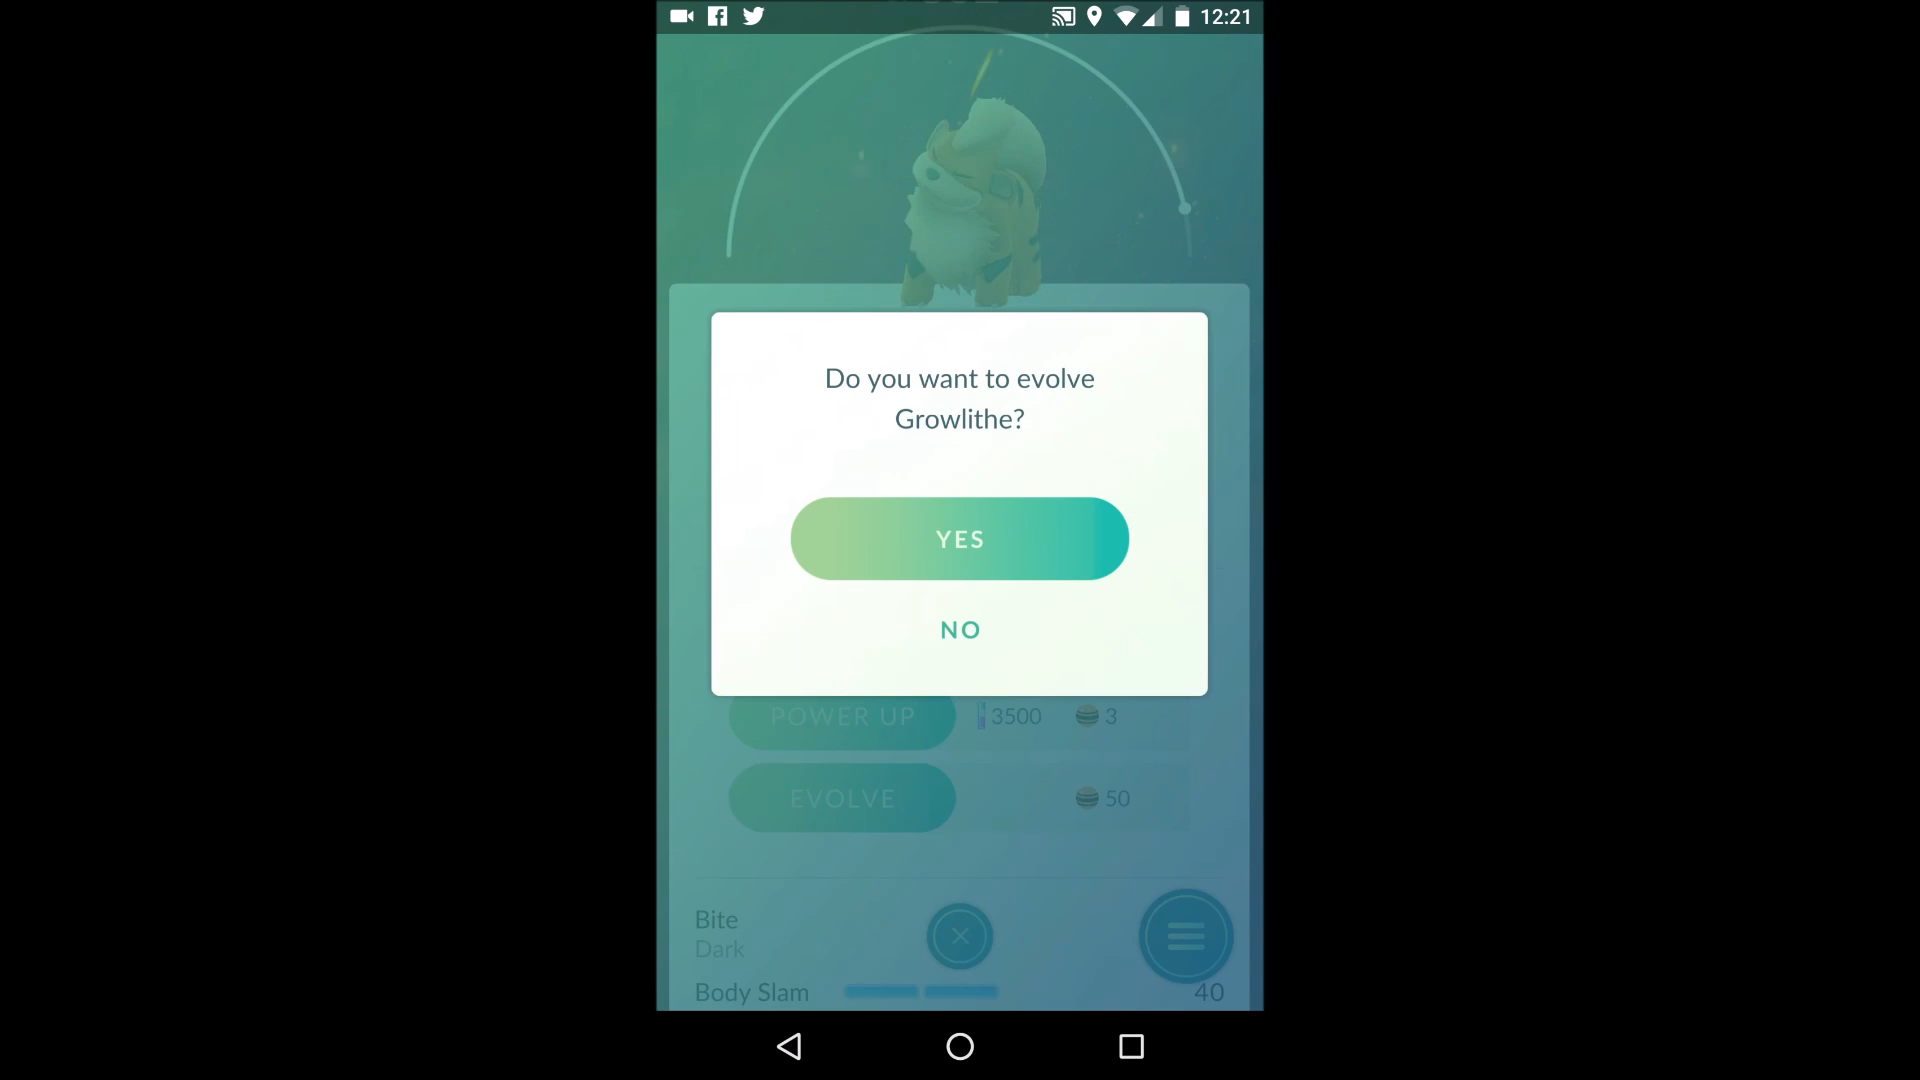 12:21
Do you want to evolve
Growlithe?
YES
NO
POWER UP 3500 3
EVOLVE 50
Bite
Dark
Body Slam 40